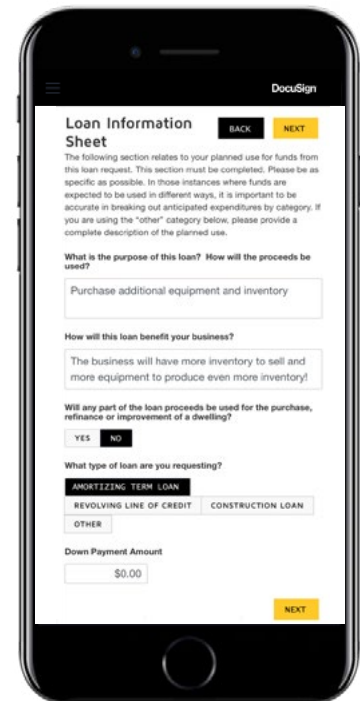 DocuSign
Loan Information
Sheet
BACK
NEXT
The following section relates to your planned use for funds from
this loan request. This section must be completed. Please be as
specific as possible. In those instances where funds are
expected to be used in different ways, it is important to be
accurate in breaking out anticipated expenditures by category. If
you are using the "other" category below, please provide a
complete description of the planned use.
What is the purpose of this loan? How will the proceeds be
used?
Purchase additional equipment and inventory
How will this loan benefit your business?
The business will have more inventory to sell and
more equipment to produce even more inventory!
Will any part of the loan proceeds be used for the purchase,
refinance or improvement of a dwelling?
YES NO
What type of loan are you requesting?
AMORTIZING TERM LOAN
REVOLVING LINE OF CREDIT CONSTRUCTION LOAN
OTHER
Down Payment Amount
$0.00
NEXT